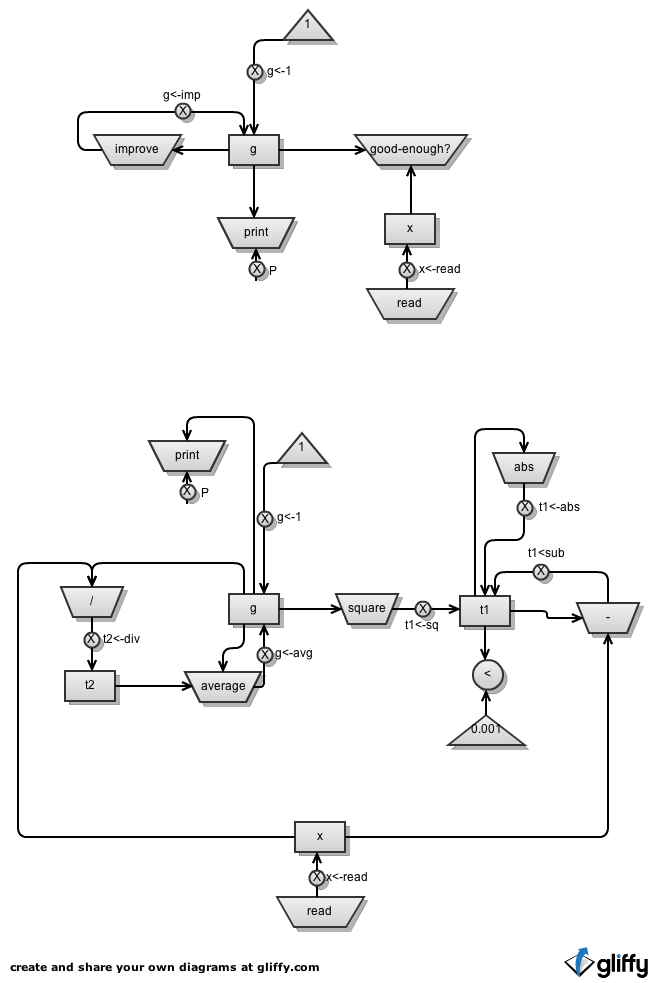 1
X g<-1
g<-imp
X
improve
g
good-enough?
print
x
X P
X x<-read
read
1
print
abs
X P
X g<-1
X t1<-abs
t1<sub
X
/
g
square
X
t1
-
t1<-sq
X t2<-div
X g<-avg
t2
average
<
0.001
x
X x<-read
read
create and share your own diagrams at gliffy.com
gliffy